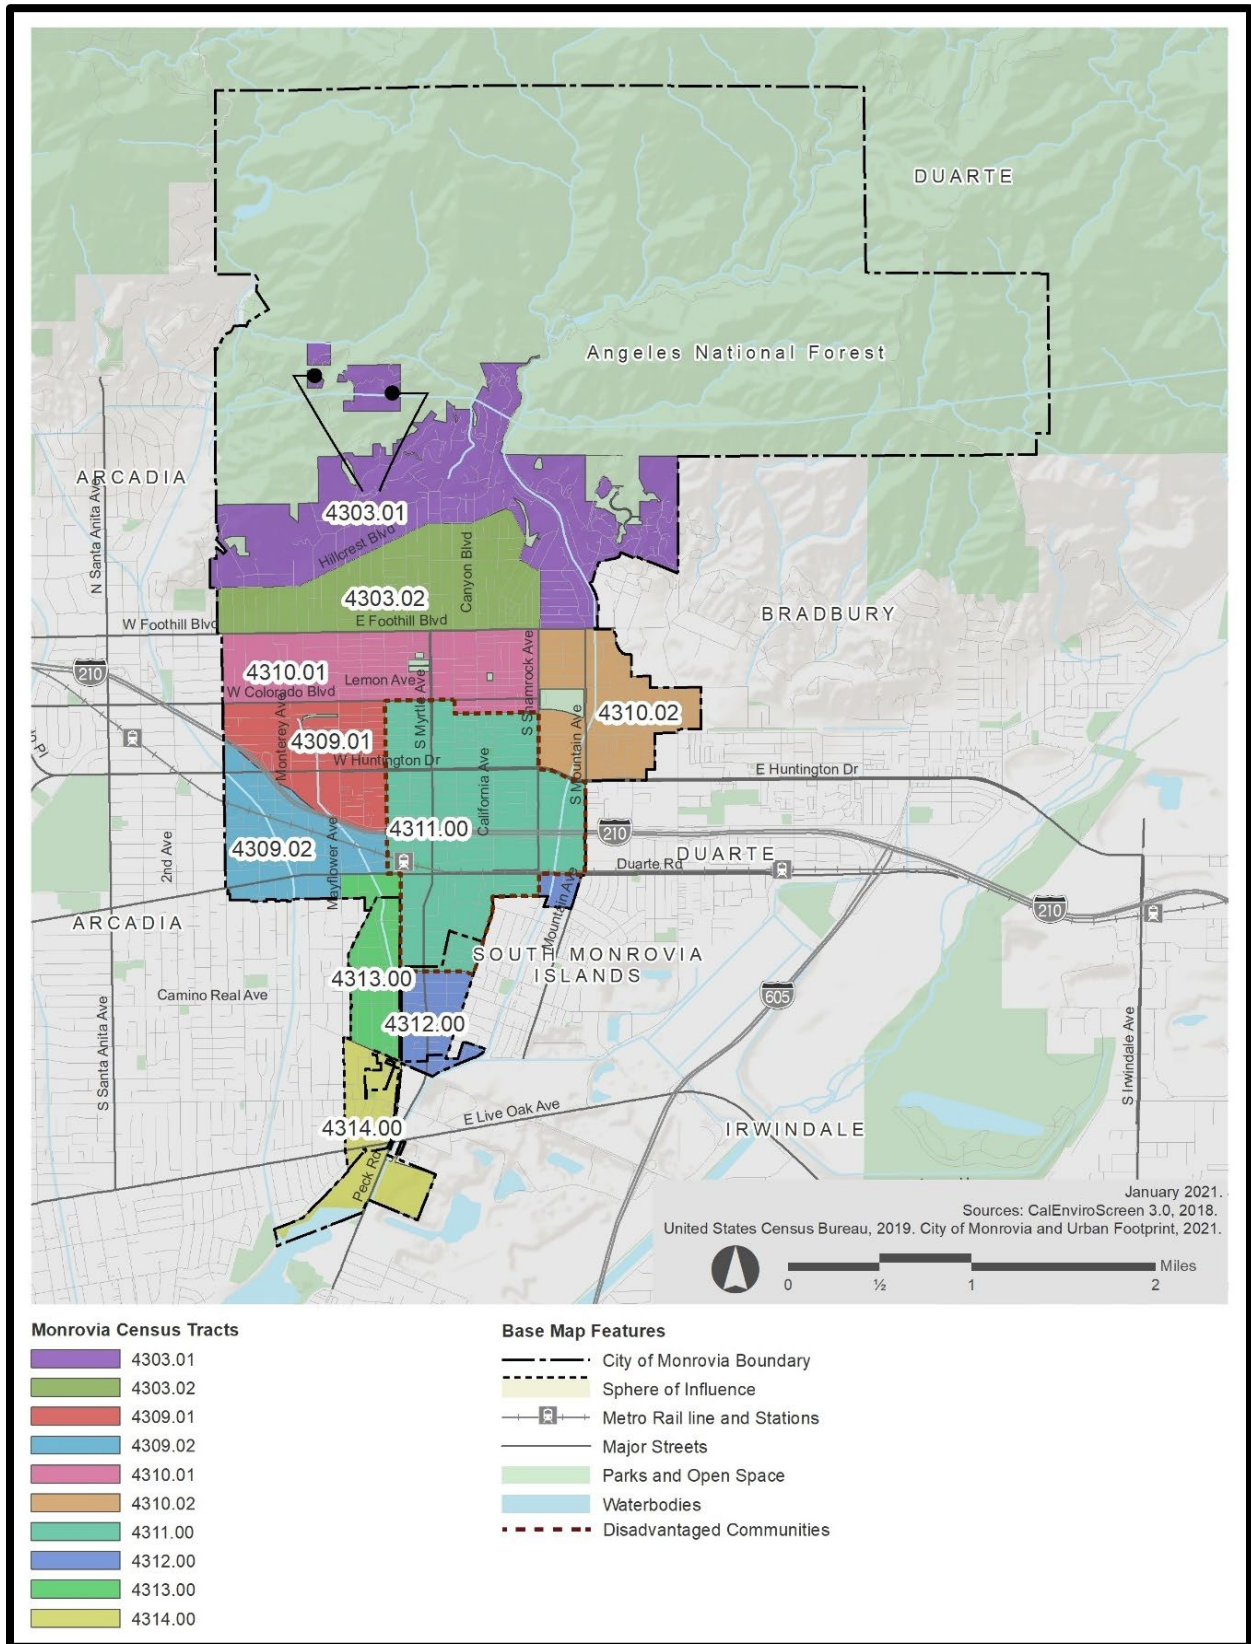 DUARTE
Angeles National Forest
ARCADIA
N Santa Anita Ave
4303.01
Hillcrest Blvd
Canyon Blvd
4303.02
E Foothill Blvd
W Foothill Blvd
BRADBURY
210
4310.01
Lemon Ave
W Colorado Blvd
S Myrtle Ave
S Shamrock Ave
4310.02
Monterey Ave
4309.01
W Huntington Dr
S Mountain Ave
California Ave
E Huntington Dr
4311.00
210
2nd Ave
4309.02
Mayflower Ave
Duarte Rd
DUARTE
210
ARCADIA
Mountain Ave
SOUTH MONROVIA
ISLANDS
4313.00
Camino Real Ave
605
4312.00
S Santa Anita Ave
S Irwindale Ave
E Live Oak Ave
4314.00
IRWINDALE
Peck Rd
January 2021.
Sources: CalEnviroScreen 3.0, 2018.
United States Census Bureau, 2019. City of Monrovia and Urban Footprint, 2021.
Miles
0 ½ 1 2
Monrovia Census Tracts
4303.01
4303.02
4309.01
4309.02
4310.01
4310.02
4311.00
4312.00
4313.00
4314.00
Base Map Features
City of Monrovia Boundary
Sphere of Influence
Metro Rail line and Stations
Major Streets
Parks and Open Space
Waterbodies
Disadvantaged Communities